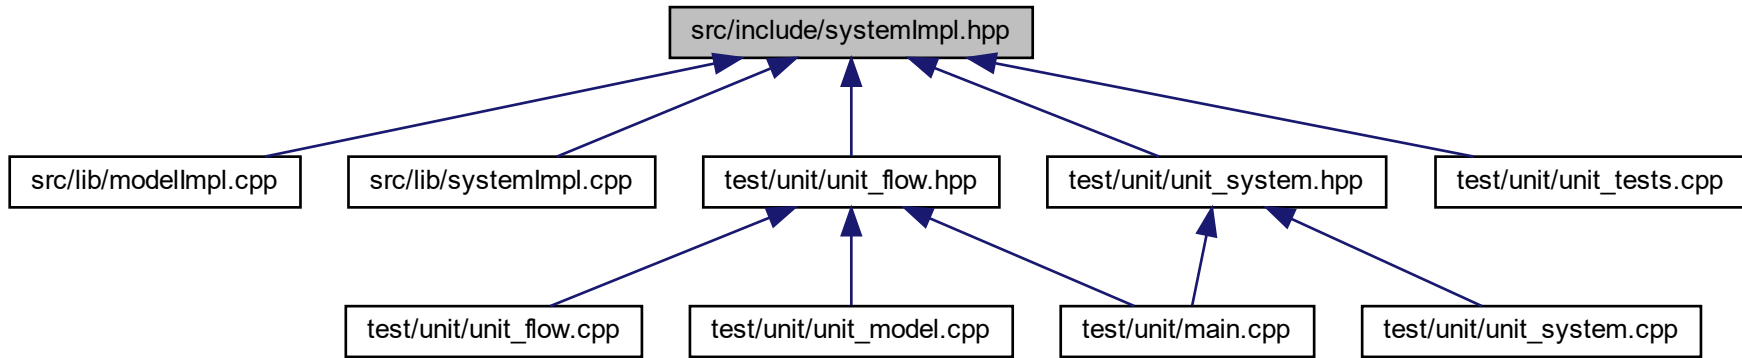 src/include/systemImpl.hpp
src/lib/modelImpl.cpp
src/lib/systemImpl.cpp
test/unit/unit_flow.hpp
test/unit/unit_system.hpp
test/unit/unit_tests.cpp
test/unit/unit_flow.cpp
test/unit/unit_model.cpp
test/unit/main.cpp
test/unit/unit_system.cpp